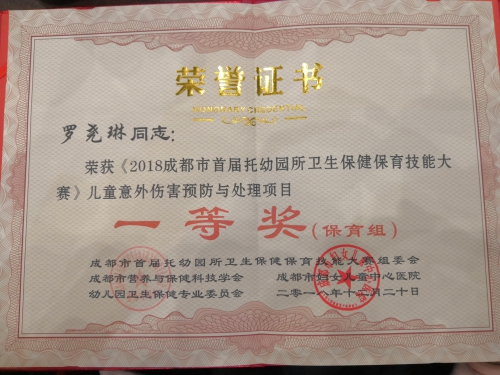 荣誉证书
罗尧琳同志：
荣获《2018成都市首届托幼园所卫生保健保育技能大
赛》儿童意外伤害预防与处理项目
一等奖(保育组)
成都市首届托幼园所卫生保健保育技能大赛组委会
成都市营养与保健科技学会 成都市妇女儿童中心医院
幼儿园卫生保健专业委员会 二零一八年十二月二十日